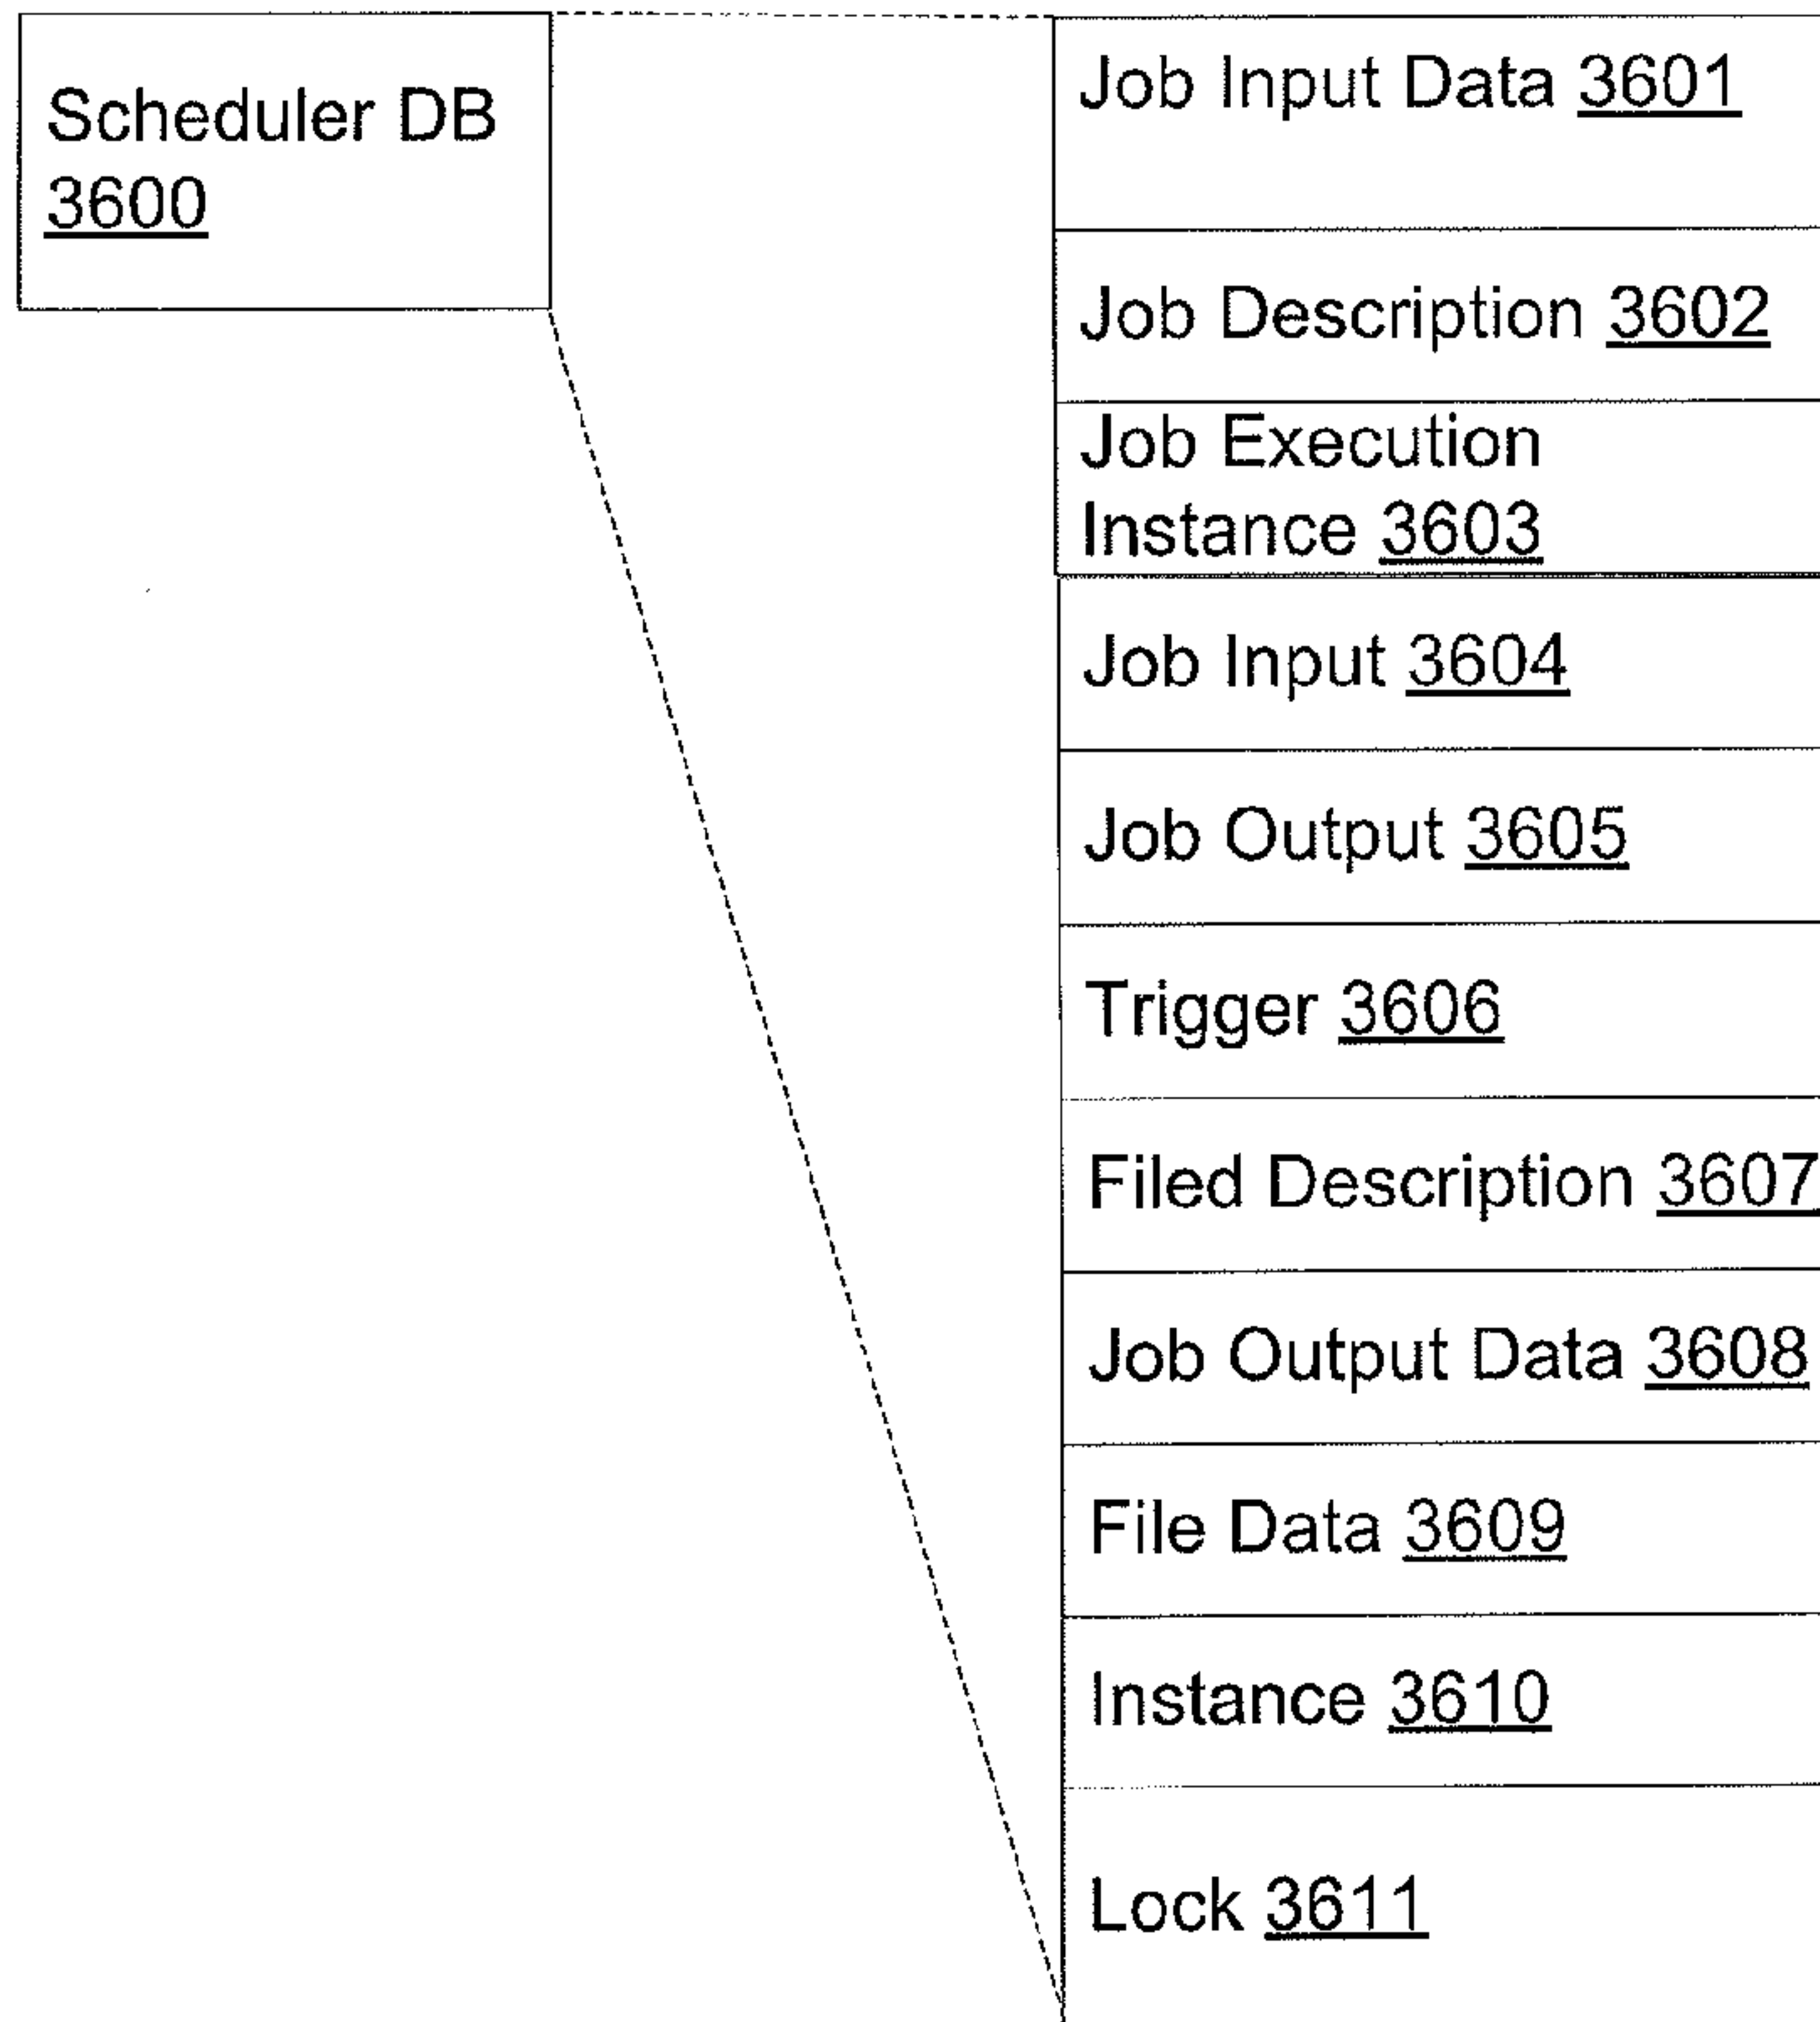 Scheduler DB
3600
Job Input Data 3601
Job Description 3602
Job Execution
Instance 3603
Job Input 3604
Job Output 3605
Trigger 3606
Filed Description 3607
Job Output Data 3608
File Data 3609
Instance 3610
Lock 3611